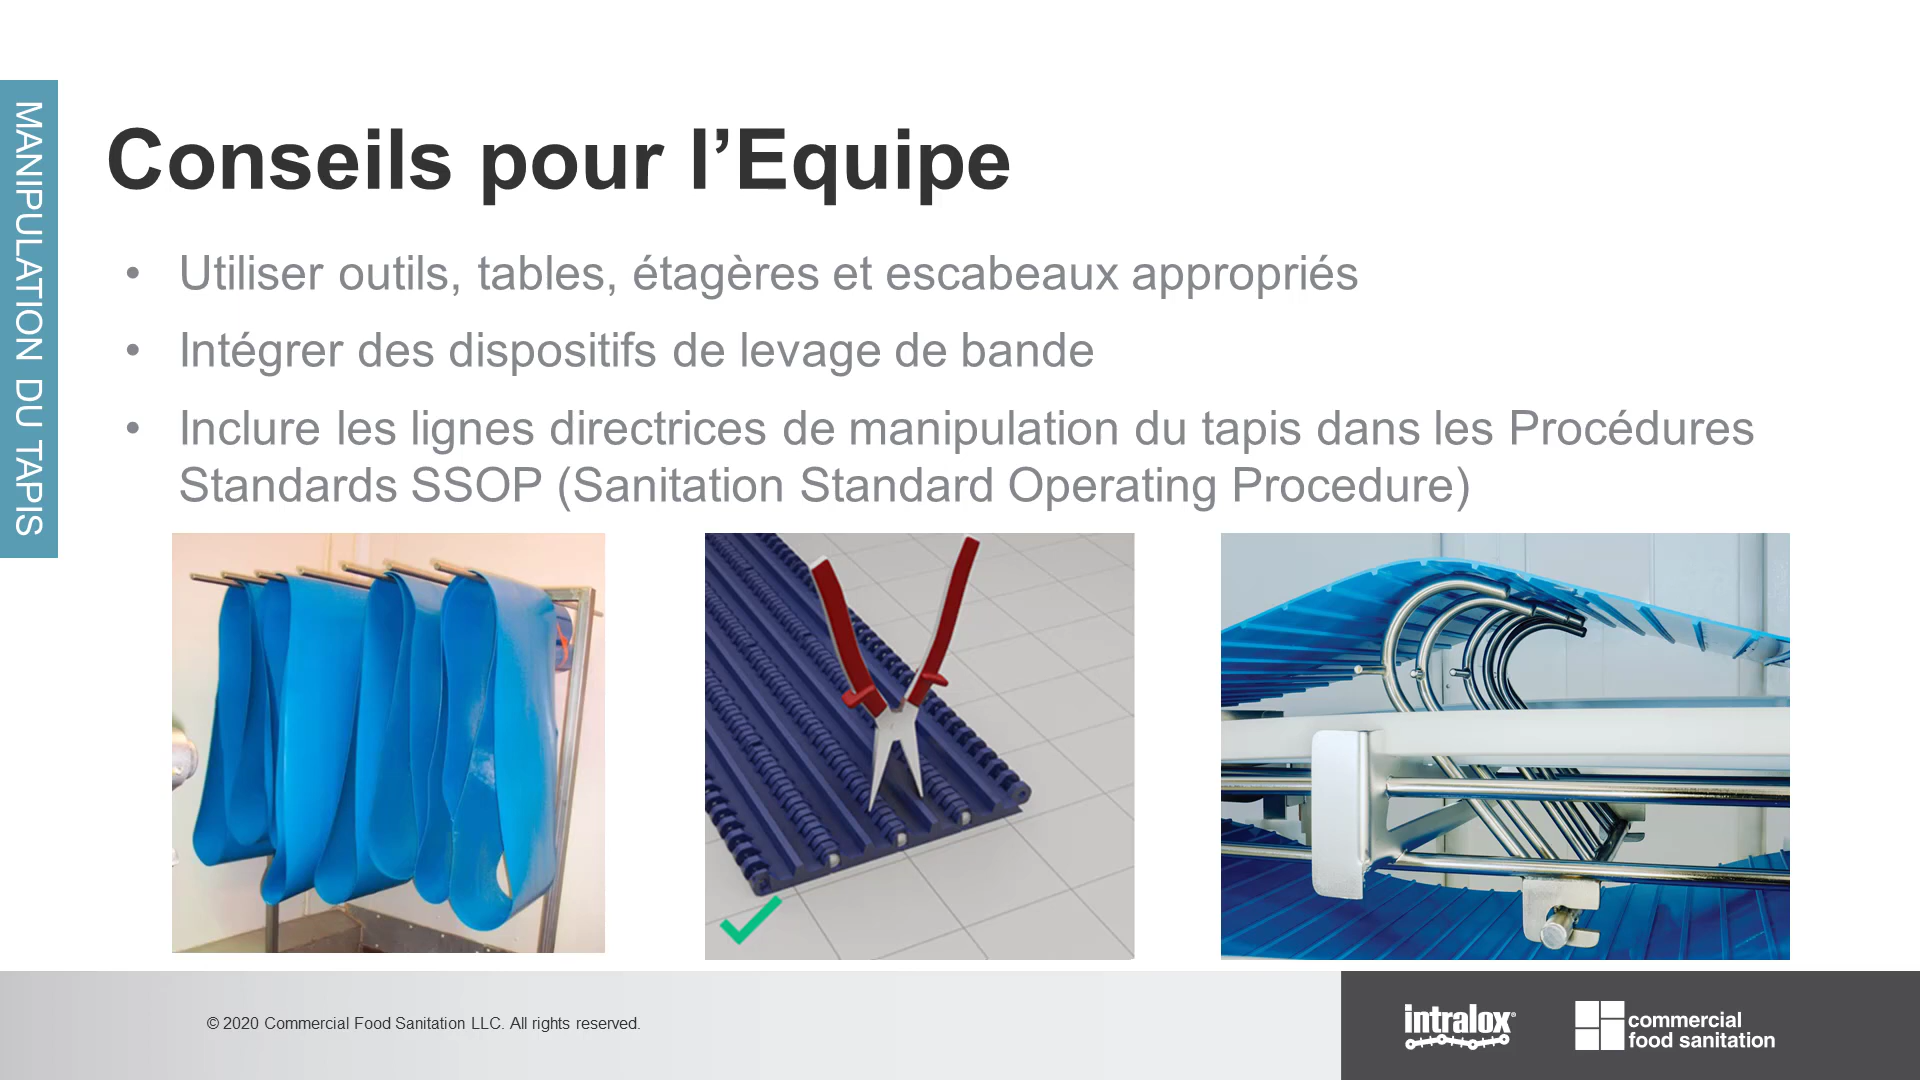 MANIPULATION DU TAPIS
Conseils pour l’Equipe
• Utiliser outils, tables, étagères et escabeaux appropriés
• Intégrer des dispositifs de levage de bande
• Inclure les lignes directrices de manipulation du tapis dans les Procédures
Standards SSOP (Sanitation Standard Operating Procedure)
© 2020 Commercial Food Sanitation LLC. All rights reserved.
intralox®
commercial
food sanitation